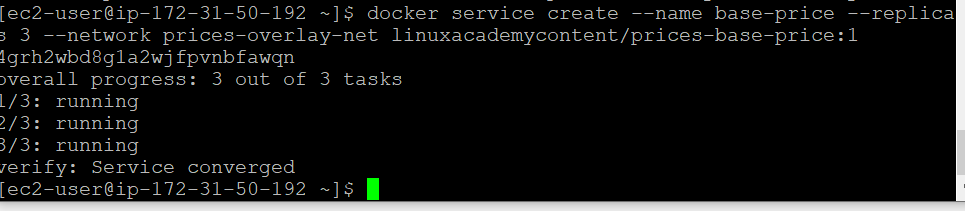 [ec2-user@ip-172-31-50-192 ~]$ docker service create --name base-price --replica
s 3 --network prices-overlay-net linuxacademycontent/prices-base-price:1
4grh2wbd8g1a2wjfpvnbfawqn
overall progress: 3 out of 3 tasks
1/3: running
2/3: running
3/3: running
verify: Service converged
[ec2-user@ip-172-31-50-192 ~]$